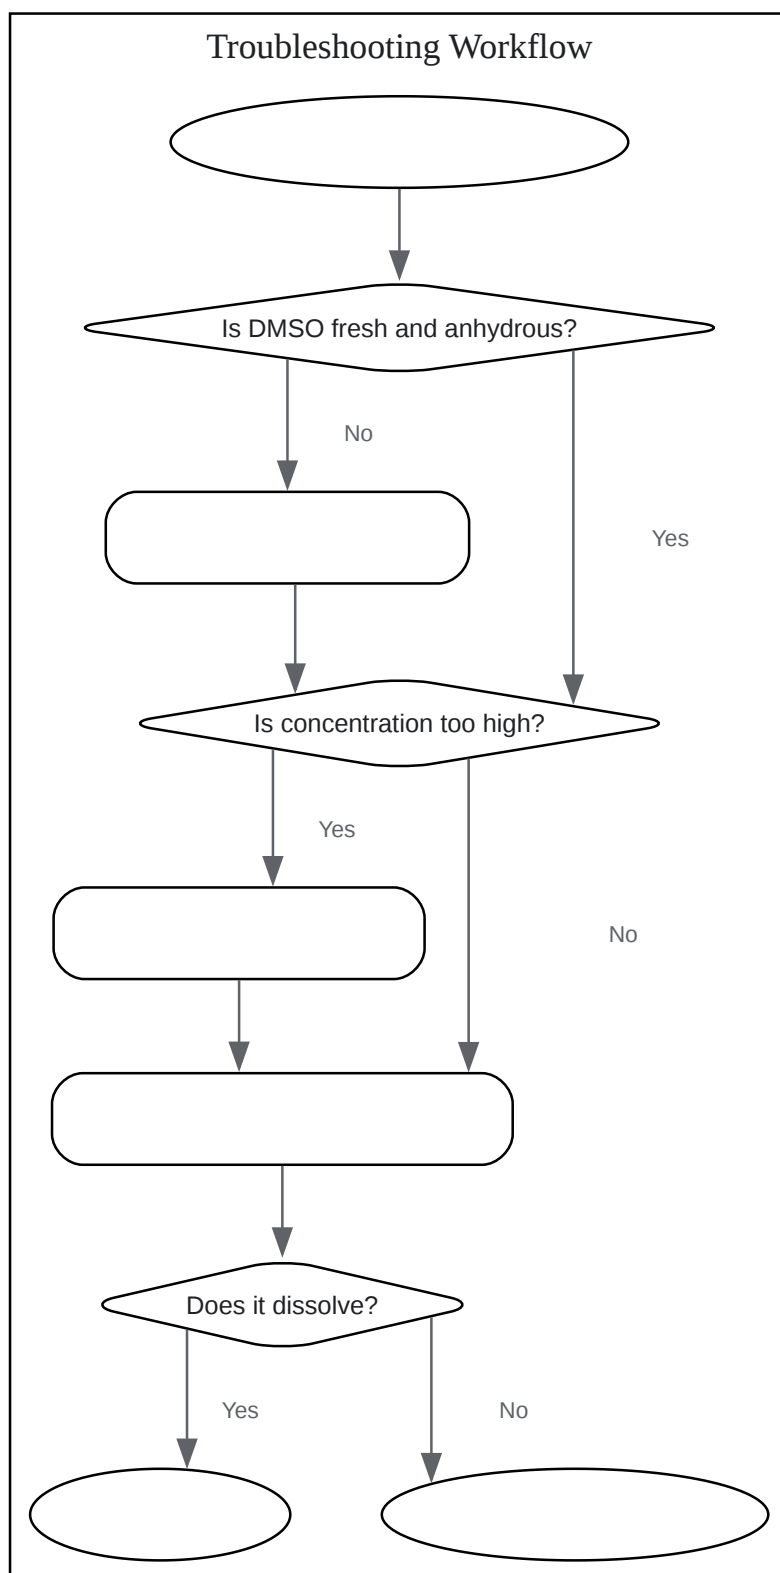 Troubleshooting Workflow
Is DMSO fresh and anhydrous?
No
Yes
Is concentration too high?
Yes
No
Does it dissolve?
Yes
No